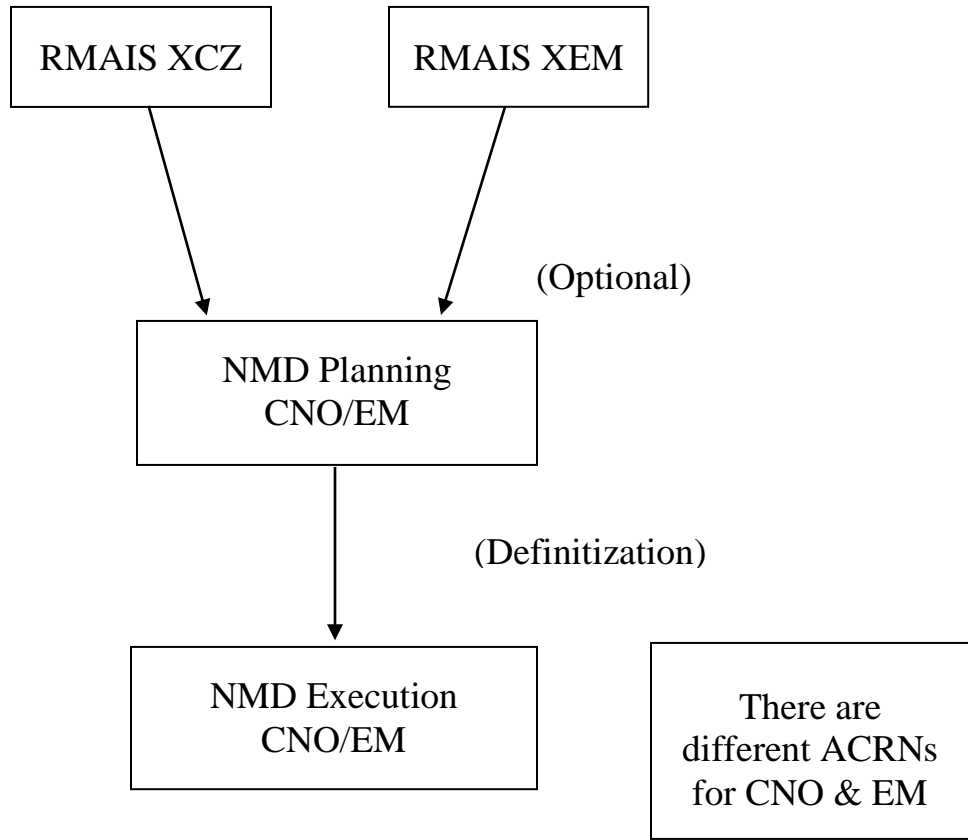 RMAIS XCZ
RMAIS XEM
(Optional)
NMD Planning
CNO/EM
(Definitization)
NMD Execution
CNO/EM
There are
different ACRNs
for CNO & EM